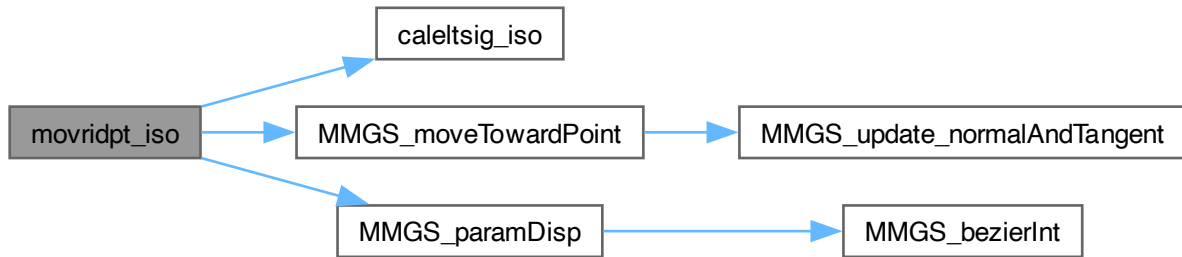 caleltsig_iso
movridpt_iso
MMGS_moveTowardPoint
MMGS_update_normalAndTangent
MMGS_paramDisp
MMGS_bezierInt